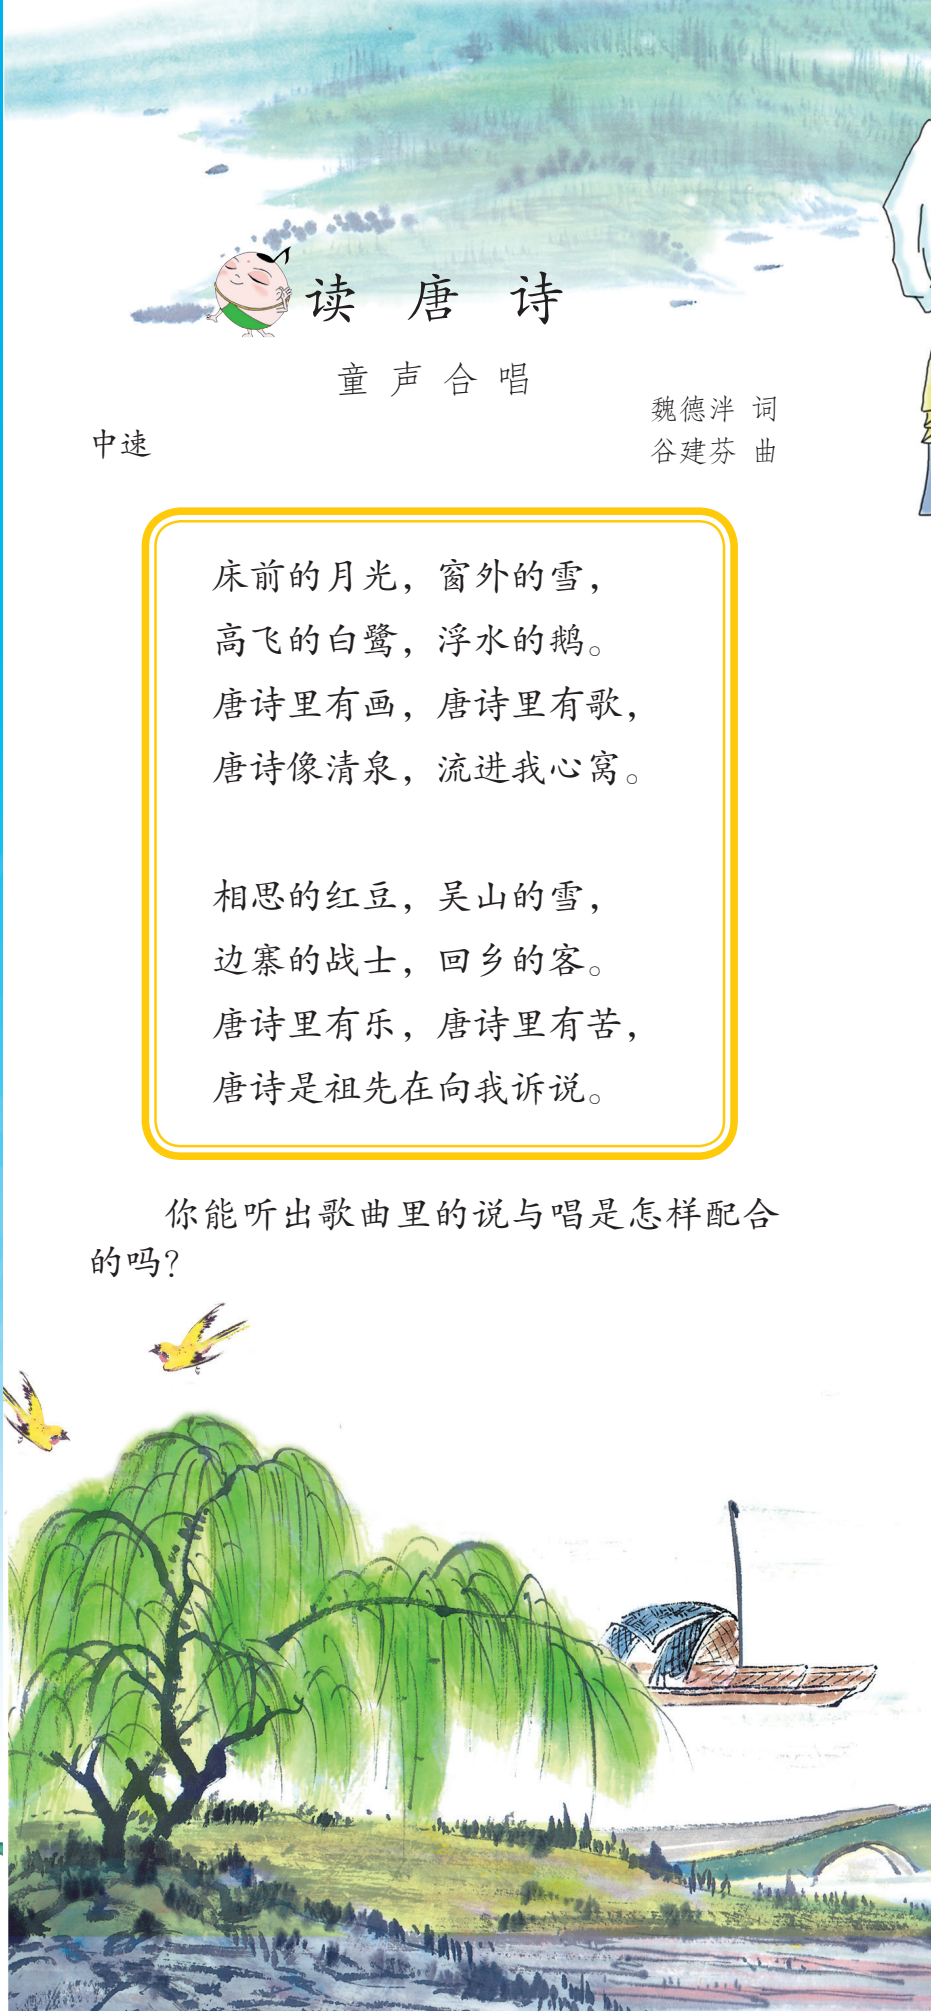 读 唐 诗
童 声 合 唱
魏德泮 词
中速
谷建芬 曲
床前的月光，窗外的雪，
高飞的白鹭，浮水的鹅。
唐诗里有画，唐诗里有歌，
唐诗像清泉，流进我心窝。
相思的红豆，吴山的雪，
边寨的战士，回乡的客。
唐诗里有乐，唐诗里有苦，
唐诗是祖先在向我诉说。
你能听出歌曲里的说与唱是怎样配合
的吗？